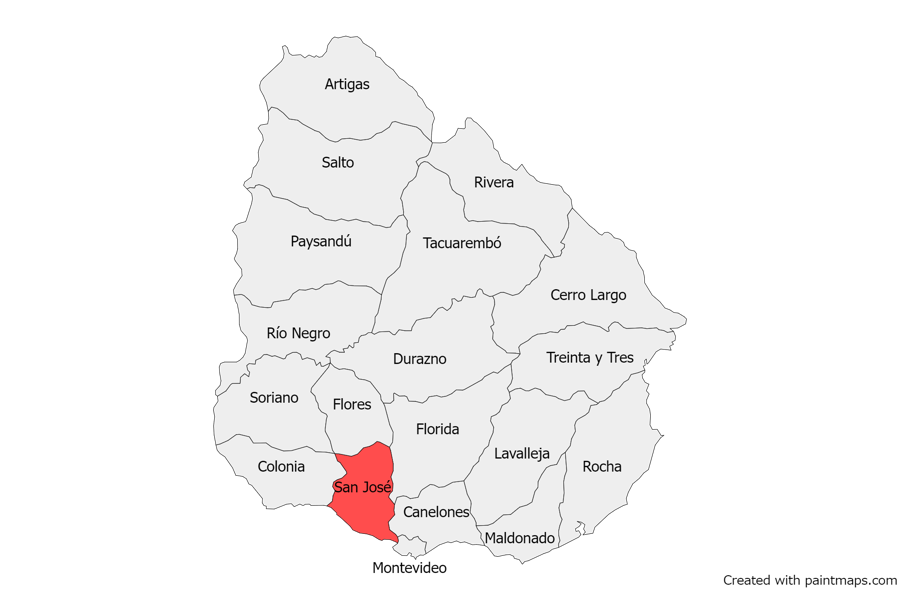 Artigas
Salto
Rivera
Paysandú
Tacuarembó
Cerro Largo
Río Negro
Durazno
Treinta y Tres
Soriano
Flores
Florida
Lavalleja
Colonia
Rocha
San José
Canelones
Maldonado
Montevideo
Created with paintmaps.com